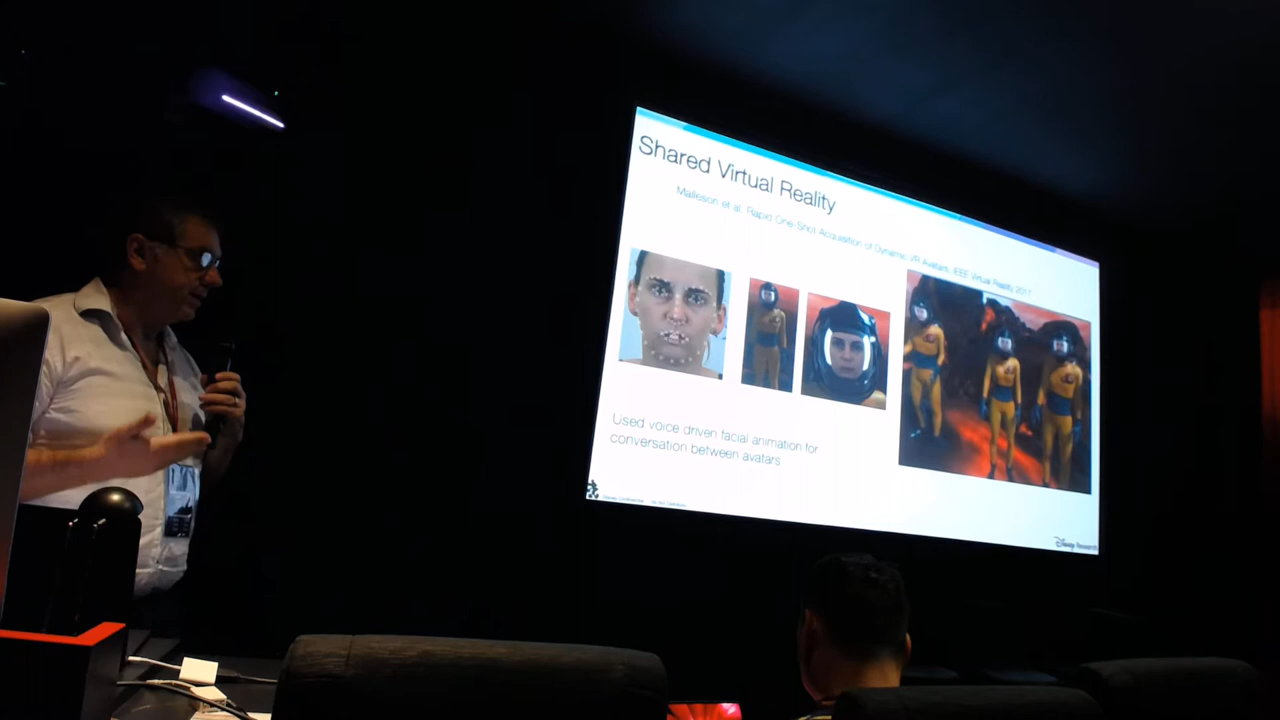 Shared Virtual Reality
Malleson et al. Rapid One-Shot Acquisition of Dynamic VR Avatars. IEEE Virtual Reality 2017
Used voice driven facial animation for
conversation between avatars
Disney Research